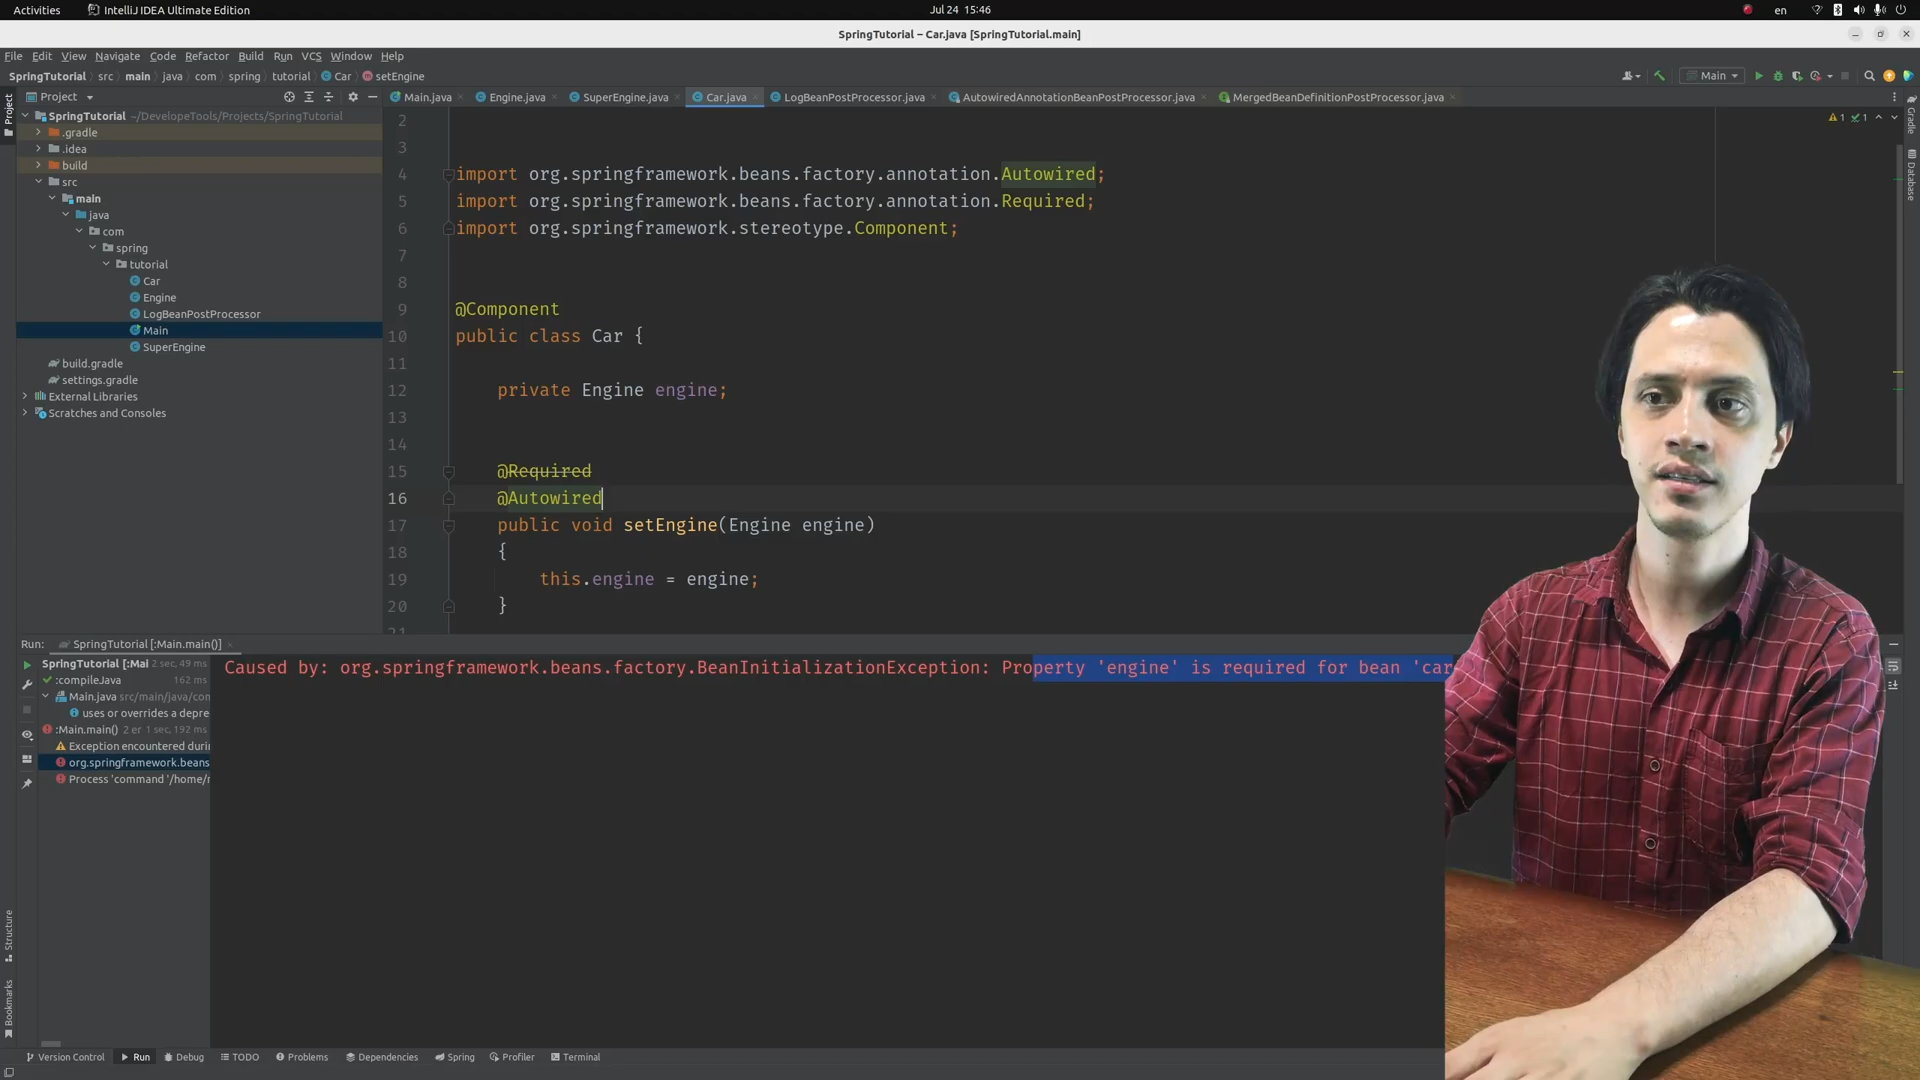 Activities IntelliJ IDEA Ultimate Edition Jul 24 15:46 en
SpringTutorial – Car.java [SpringTutorial.main]
File Edit View Navigate Code Refactor Build Run VCS Window Help
SpringTutorial src main java com spring tutorial Car setEngine Main
Project
Main.java Engine.java SuperEngine.java Car.java LogBeanPostProcessor.java AutowiredAnnotationBeanPostProcessor.java MergedBeanDefinitionPostProcessor.java
Project
SpringTutorial ~/DevelopeTools/Projects/SpringTutorial
.gradle
.idea
build
src
main
java
com
spring
tutorial
Car
Engine
LogBeanPostProcessor
Main
SuperEngine
build.gradle
settings.gradle
External Libraries
Scratches and Consoles
2
3
4 import org.springframework.beans.factory.annotation.Autowired;
5 import org.springframework.beans.factory.annotation.Required;
6 import org.springframework.stereotype.Component;
7
8
9 @Component
10 public class Car {
11
12 private Engine engine;
13
14
15 @Required
16 @Autowired
17 public void setEngine(Engine engine)
18 {
19 this.engine = engine;
20 }
1 1
Gradle
Database
Run: SpringTutorial [:Main.main()]
SpringTutorial [:Mai 2 sec, 49 ms
:compileJava 162 ms
Main.java src/main/java/con
uses or overrides a depre
:Main.main() 2 er 1 sec, 192 ms
Exception encountered duri
org.springframework.beans
Process 'command '/home/r
Caused by: org.springframework.beans.factory.BeanInitializationException: Property 'engine' is required for bean 'car
Structure
Bookmarks
Version Control Run Debug TODO Problems Dependencies Spring Profiler Terminal